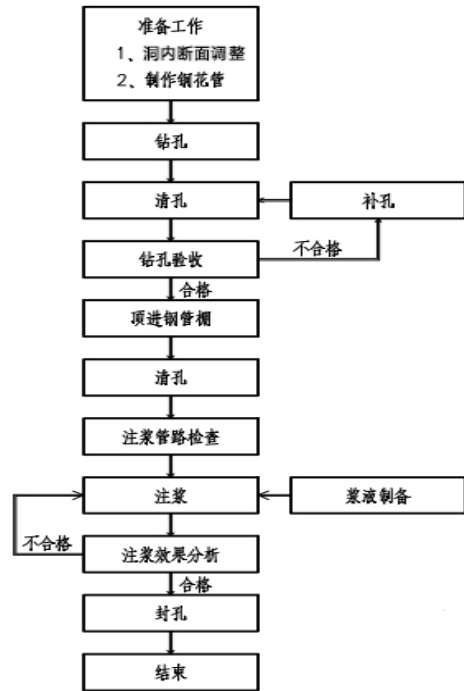 准备工作
1、洞内断面调整
2、制作钢花管
钻孔
清孔
补孔
钻孔验收
不合格
合格
顶进钢管棚
清孔
注浆管路检查
注浆
浆液制备
不合格
注浆效果分析
合格
封孔
结束